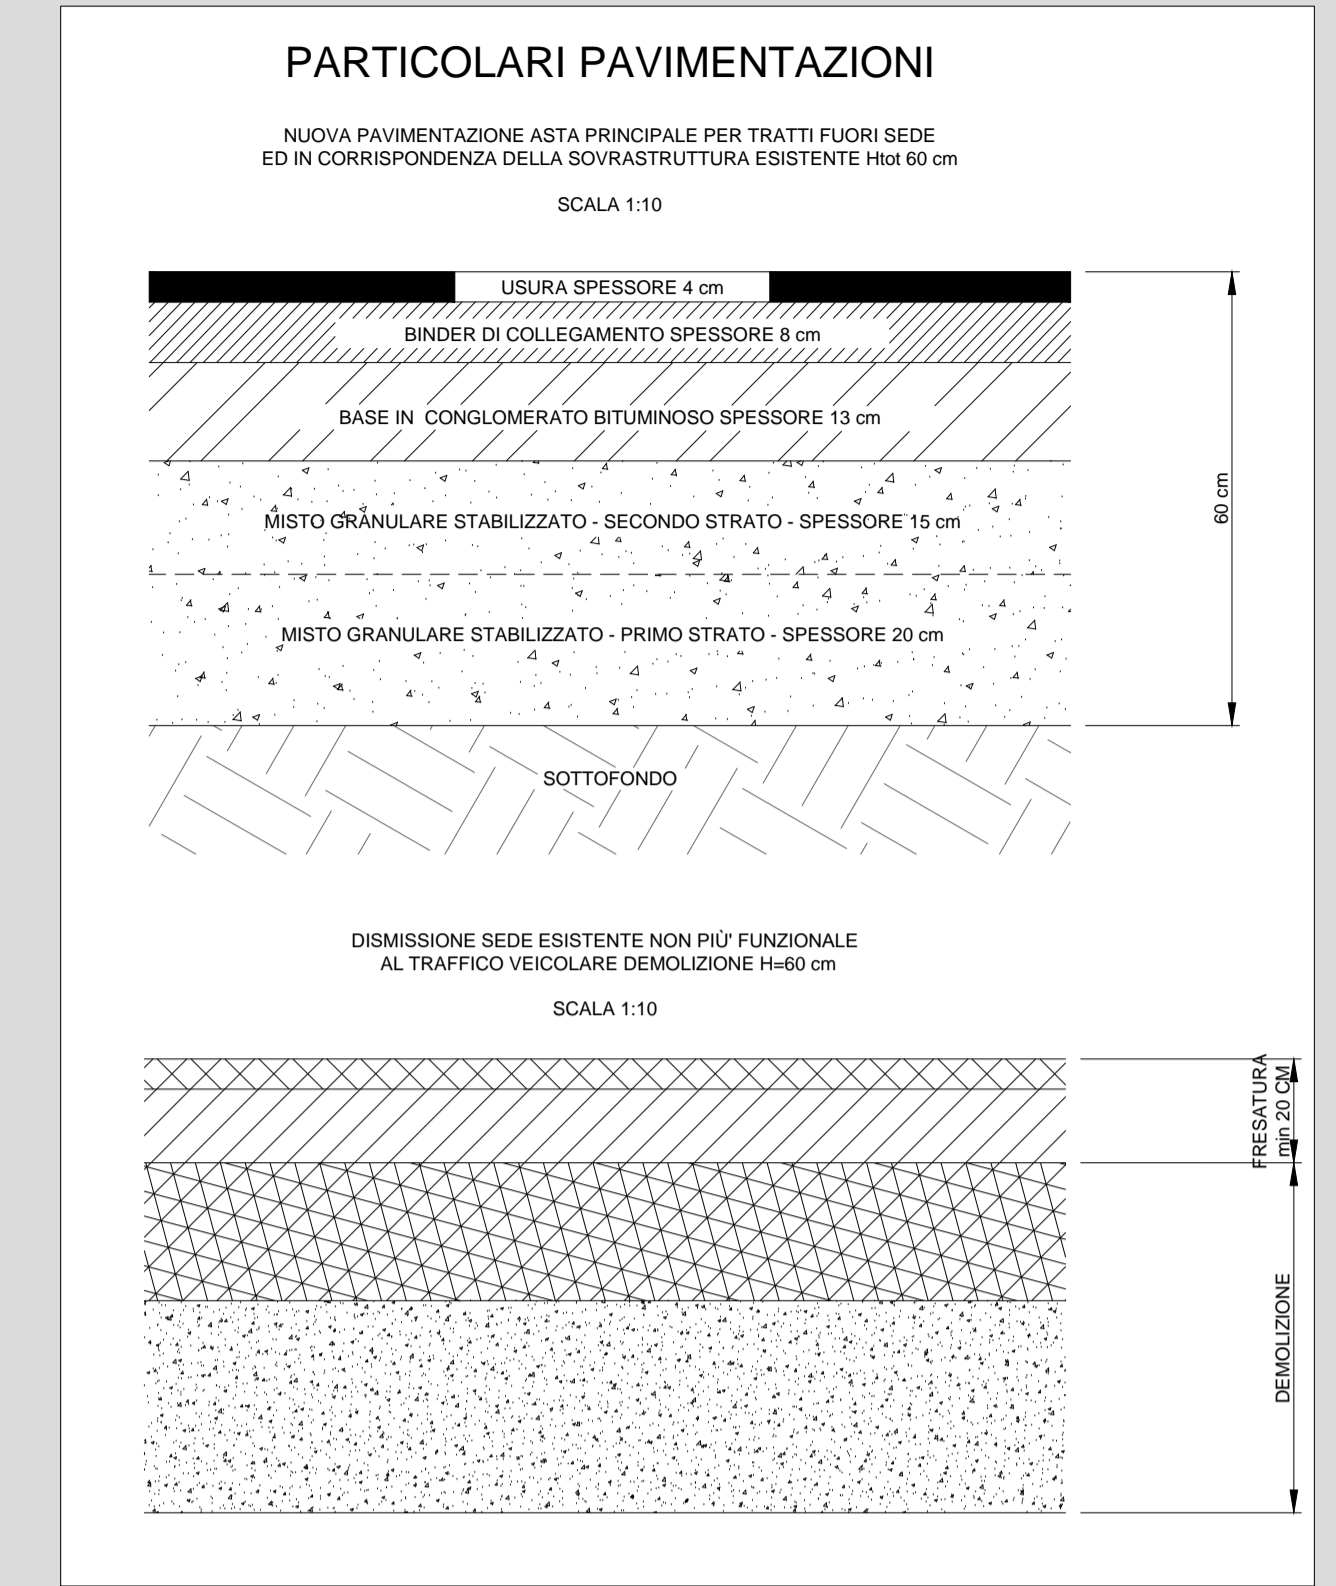 PARTICOLARI PAVIMENTAZIONI
NUOVA PAVIMENTAZIONE ASTA PRINCIPALE PER TRATTI FUORI SEDE
ED IN CORRISPONDENZA DELLA SOVRASTRUTTURA ESISTENTE Htot 60 cm
SCALA 1:10
USURA SPESSORE 4 cm
BINDER DI COLLEGAMENTO SPESSORE 8 cm
BASE IN CONGLOMERATO BITUMINOSO SPESSORE 13 cm
MISTO GRANULARE STABILIZZATO - SECONDO STRATO - SPESSORE 15 cm
60 cm
MISTO GRANULARE STABILIZZATO - PRIMO STRATO - SPESSORE 20 cm
SOTTOFONDO
DISMISSIONE SEDE ESISTENTE NON PIÙ' FUNZIONALE
AL TRAFFICO VEICOLARE DEMOLIZIONE H=60 cm
SCALA 1:10
FRESATURA
min 20 CM
DEMOLIZIONE